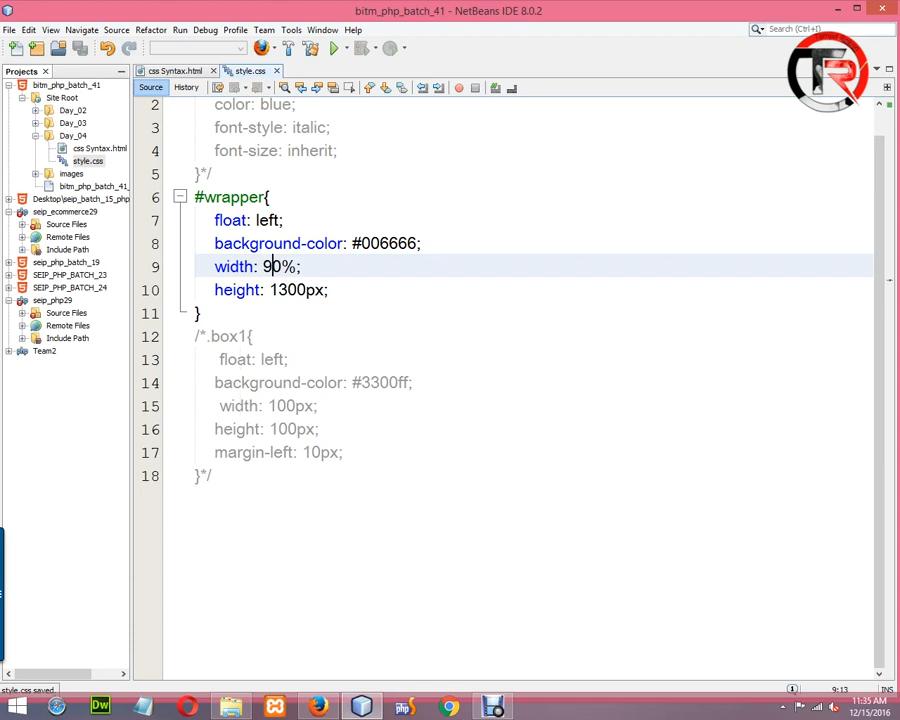 bitm_php_batch_41 - NetBeans IDE 8.0.2
File Edit View Navigate Source Refactor Run Debug Profile Team Tools Window Help
Search (Ctrl+I)
Projects
css Syntax.html
style.css
Source
History
bitm_php_batch_41
Site Root
Day_02
Day_03
Day_04
css Syntax.html
style.css
images
bitm_php_batch_41_
Desktop\seip_batch_15_php
seip_ecommerce29
Source Files
Remote Files
Include Path
php_batch_19
SEIP_PHP_BATCH_23
SEIP_PHP_BATCH_24
seip_php29
Source Files
Remote Files
Include Path
Team2
2 color: blue;
3 font-style: italic;
4 font-size: inherit;
5 }*/
6 #wrapper{
7 float: left;
8 background-color: #006666;
9 width: 90%;
10 height: 1300px;
11 }
12 /*.box1{
13 float: left;
14 background-color: #3300ff;
15 width: 100px;
16 height: 100px;
17 margin-left: 10px;
18 }*/
style.css saved.
9:13
INS
11:35 AM
12/15/2016